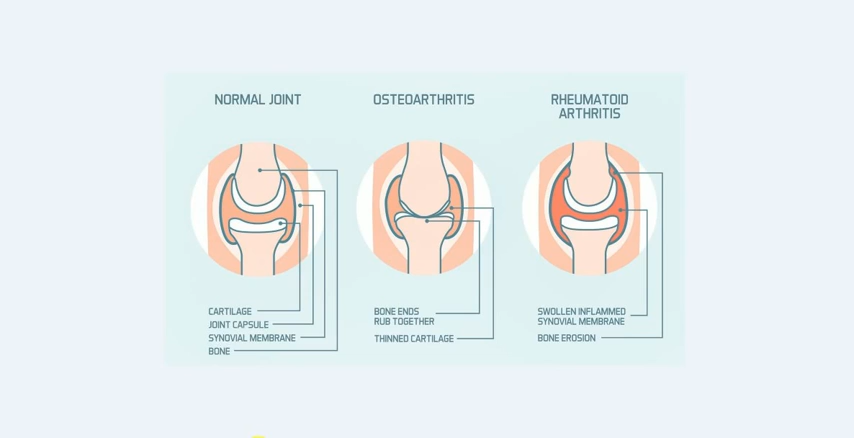 NORMAL JOINT
OSTEOARTHRITIS
RHEUMATOID
ARTHRITIS
CARTILAGE
JOINT CAPSULE
SYNOVIAL MEMBRANE
BONE
BONE ENDS
RUB TOGETHER
THINNED CARTILAGE
SWOLLEN INFLAMMED
SYNOVIAL MEMBRANE
BONE EROSION